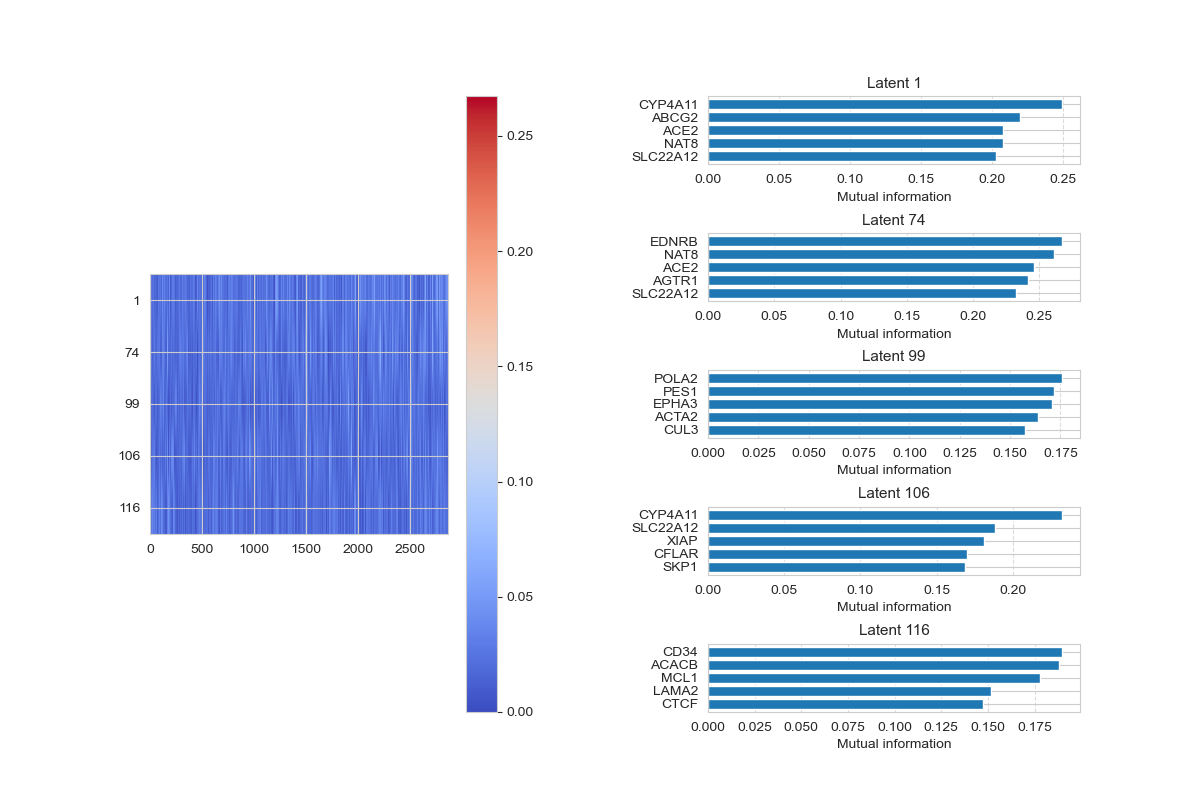 1
74
99
106
116
0 500 1000 1500 2000 2500
0.25
0.20
0.15
0.10
0.05
0.00
Latent 1
CYP4A11
ABCG2
ACE2
NAT8
SLC22A12
0.00 0.05 0.10 0.15 0.20 0.25
Mutual information
Latent 74
EDNRB
NAT8
ACE2
AGTR1
SLC22A12
0.00 0.05 0.10 0.15 0.20 0.25
Mutual information
Latent 99
POLA2
PES1
EPHA3
ACTA2
CUL3
0.000 0.025 0.050 0.075 0.100 0.125 0.150 0.175
Mutual information
Latent 106
CYP4A11
SLC22A12
XIAP
CFLAR
SKP1
0.00 0.05 0.10 0.15 0.20
Mutual information
Latent 116
CD34
ACACB
MCL1
LAMA2
CTCF
0.000 0.025 0.050 0.075 0.100 0.125 0.150 0.175
Mutual information